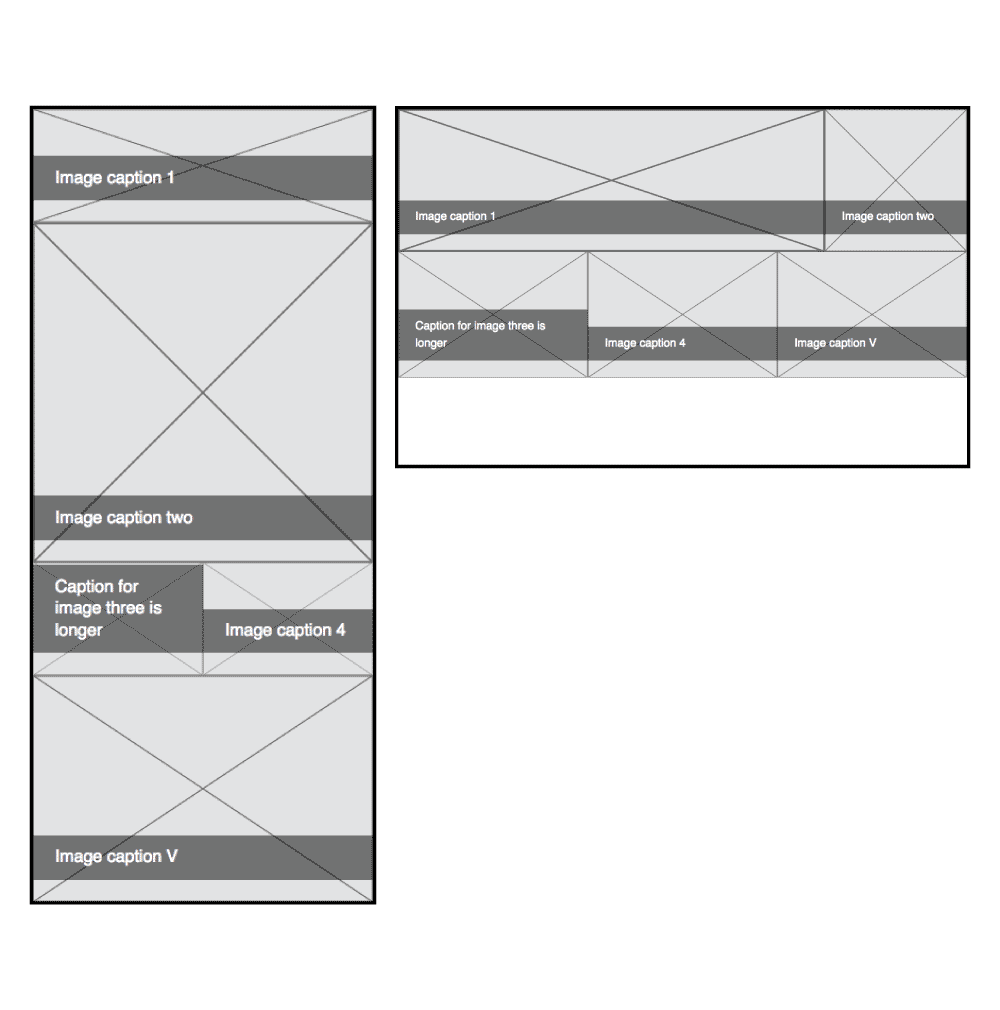 Image caption 1
Image caption two
Caption for
image three is
longer
Image caption 4
Image caption V
Image caption 1
Image caption two
Caption for image three is
longer
Image caption 4
Image caption V